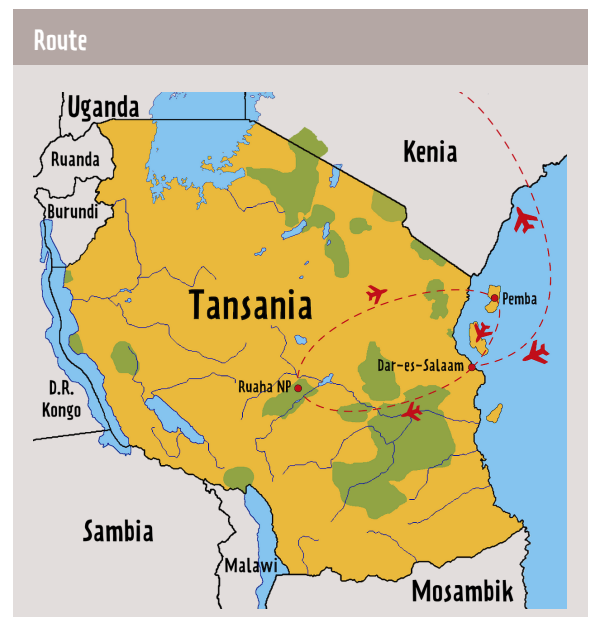 Route
Uganda
Ruanda
Kenia
Burundi
Tansania
Pemba
Dar-es-Salaam
Ruaha NP
D.R.
Kongo
Sambia
Malawi
Mosambik